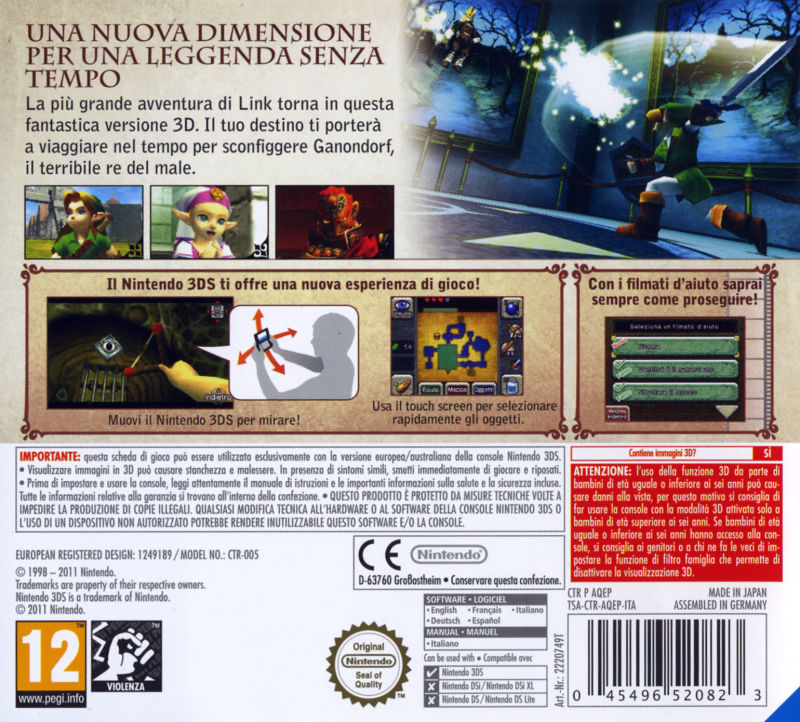 UNA NUOVA DIMENSIONE
PER UNA LEGGENDA SENZA
TEMPO
La più grande avventura di Link torna in questa
fantastica versione 3D. Il tuo destino ti porterà
a viaggiare nel tempo per sconfiggere Ganondorf,
il terribile re del male.
Il Nintendo 3DS ti offre una nuova esperienza di gioco!
Indietro
Muovi il Nintendo 3DS per mirare!
Visuale
Equip.
Mappa
Oggetti
Usa il touch screen per selezionare
rapidamente gli oggetti.
Con i filmati d'aiuto saprai
sempre come proseguire!
Seleziona un filmato d'aiuto
Indietro
IMPORTANTE: questa scheda di gioco può essere utilizzata esclusivamente con la versione europea/australiana della console Nintendo 3DS.
• Visualizzare immagini in 3D può causare stanchezza e malessere. In presenza di sintomi simili, smetti immediatamente di giocare e riposati.
• Prima di impostare e usare la console, leggi attentamente il manuale di istruzioni e le importanti informazioni sulla salute e la sicurezza incluse.
Tutte le informazioni relative alla garanzia si trovano all'interno della confezione. • QUESTO PRODOTTO È PROTETTO DA MISURE TECNICHE VOLTE A
IMPEDIRE LA PRODUZIONE DI COPIE ILLEGALI. QUALSIASI MODIFICA TECNICA ALL'HARDWARE O AL SOFTWARE DELLA CONSOLE NINTENDO 3DS O
L'USO DI UN DISPOSITIVO NON AUTORIZZATO POTREBBE RENDERE INUTILIZZABILE QUESTO SOFTWARE E/O LA CONSOLE.
Contiene immagini 3D? SÌ
ATTENZIONE: l'uso della funzione 3D da parte di
bambini di età uguale o inferiore ai sei anni può cau-
sare danni alla vista, per questo motivo si consiglia di
far usare la console con la modalità 3D attivata solo a
bambini di età superiore ai sei anni. Se bambini di età
uguale o inferiore ai sei anni hanno accesso alla con-
sole, si consiglia ai genitori o a chi ne fa le veci di im-
postare la funzione di filtro famiglia che permette di
disattivare la visualizzazione 3D.
EUROPEAN REGISTERED DESIGN: 1249189 / MODEL NO.: CTR-005
© 1998 – 2011 Nintendo.
Trademarks are property of their respective owners.
Nintendo 3DS is a trademark of Nintendo.
© 2011 Nintendo.
CE Nintendo®
D-63760 Großostheim • Conservare questa confezione.
CTR P AQEP MADE IN JAPAN
TSA-CTR-AQEP-ITA ASSEMBLED IN GERMANY
12
www.pegi.info
VIOLENZA
TM
TM
Original
Nintendo®
Seal of
Quality
TM
SOFTWARE • LOGICIEL
• English • Français • Italiano
• Deutsch • Español
MANUAL • MANUEL
• Italiano
Can be used with • Compatible avec
Nintendo 3DS
Nintendo DSi / Nintendo DSi XL
Nintendo DS / Nintendo DS Lite
Art.-Nr.: 2220749T
0 45496 52082 3